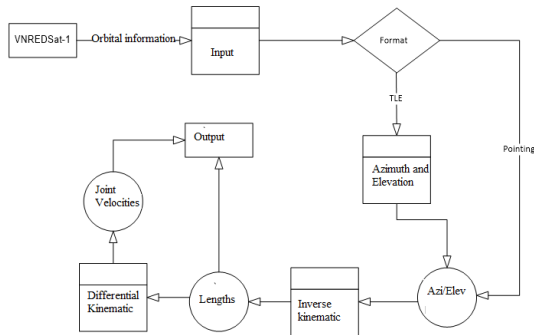 VNREDSat-1
Orbital information
Input
Format
TLE
Pointing
Output
Azimuth and
Elevation
Joint
Velocities
Differential
Kinematic
Lengths
Inverse
kinematic
Azi/Elev